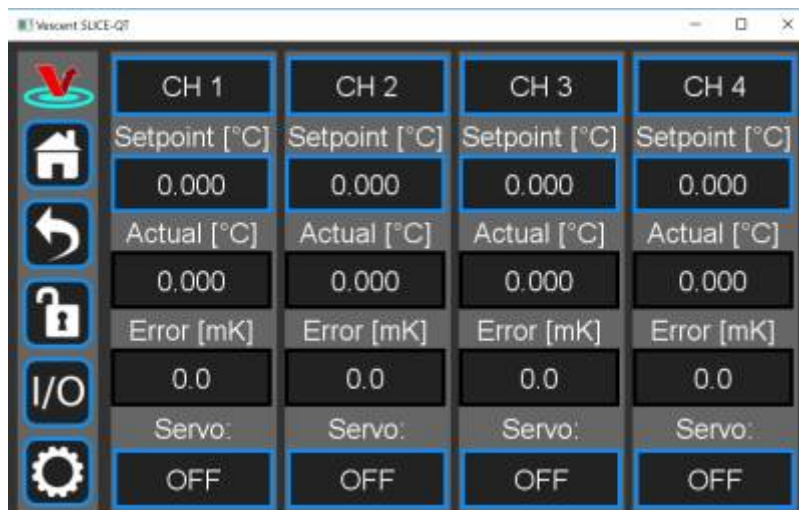 Vescent SLICE-QT
CH 1 CH 2 CH 3 CH 4
Setpoint [°C] Setpoint [°C] Setpoint [°C] Setpoint [°C]
0.000 0.000 0.000 0.000
Actual [°C] Actual [°C] Actual [°C] Actual [°C]
0.000 0.000 0.000 0.000
Error [mK] Error [mK] Error [mK] Error [mK]
I/O 0.0 0.0 0.0 0.0
Servo: Servo: Servo: Servo:
OFF OFF OFF OFF